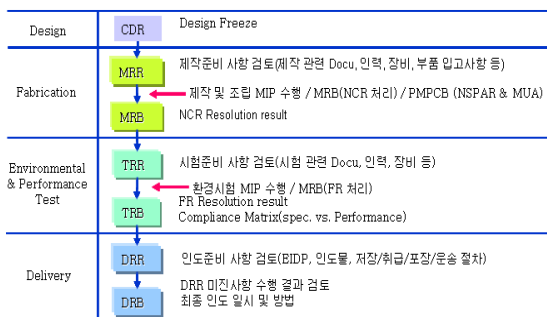 Design
CDR
Design Freeze
Fabrication
MRR
제작준비 사항 검토(제작 관련 Docu, 인력, 장비, 부품 입고사항 등)
제작 및 조립 MIP 수행 / MRB(NCR 처리) / PMPCB (NSPAR & MUA)
MRB
NCR Resolution result
Environmental
& Performance
Test
TRR
시험준비 사항 검토(시험 관련 Docu, 인력, 장비 등)
환경시험 MIP 수행 / MRB(FR 처리)
TRB
FR Resolution result
Compliance Matrix(spec. vs. Performance)
Delivery
DRR
인도준비 사항 검토(EIDP, 인도물, 저장/취급/포장/운송 절차)
DRB
DRR 미진사항 수행 결과 검토
최종 인도 일시 및 방법